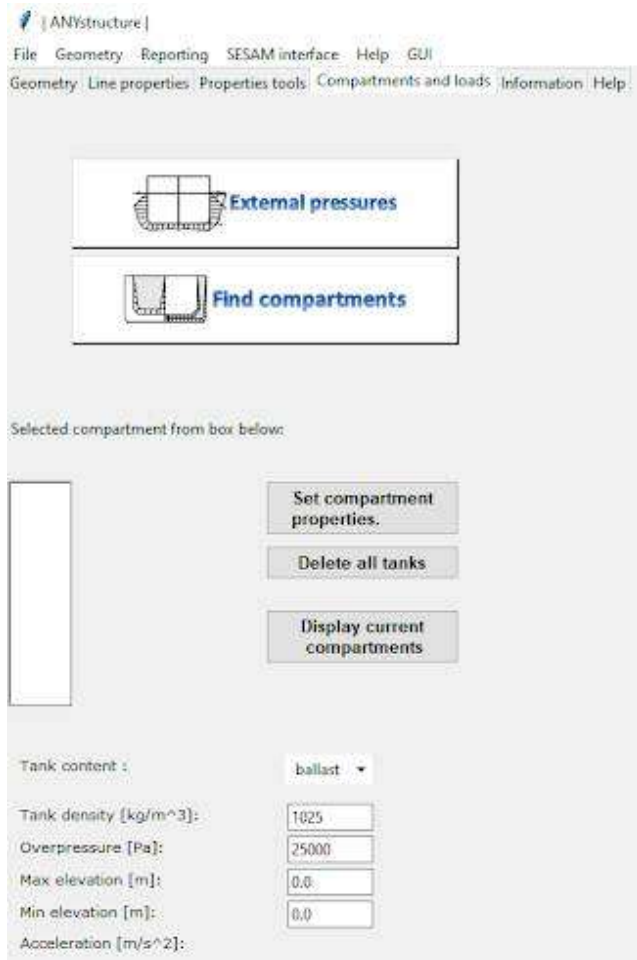 | ANYstructure |
File Geometry Reporting SESAM interface Help GUI
Geometry Line properties Properties tools Compartments and loads Information Help
External pressures
Find compartments
Selected compartment from box below:
Set compartment
properties.
Delete all tanks
Display current
compartments
Tank content : ballast
Tank density [kg/m^3]: 1025
Overpressure [Pa]: 25000
Max elevation [m]: 0.0
Min elevation [m]: 0.0
Acceleration [m/s^2]: